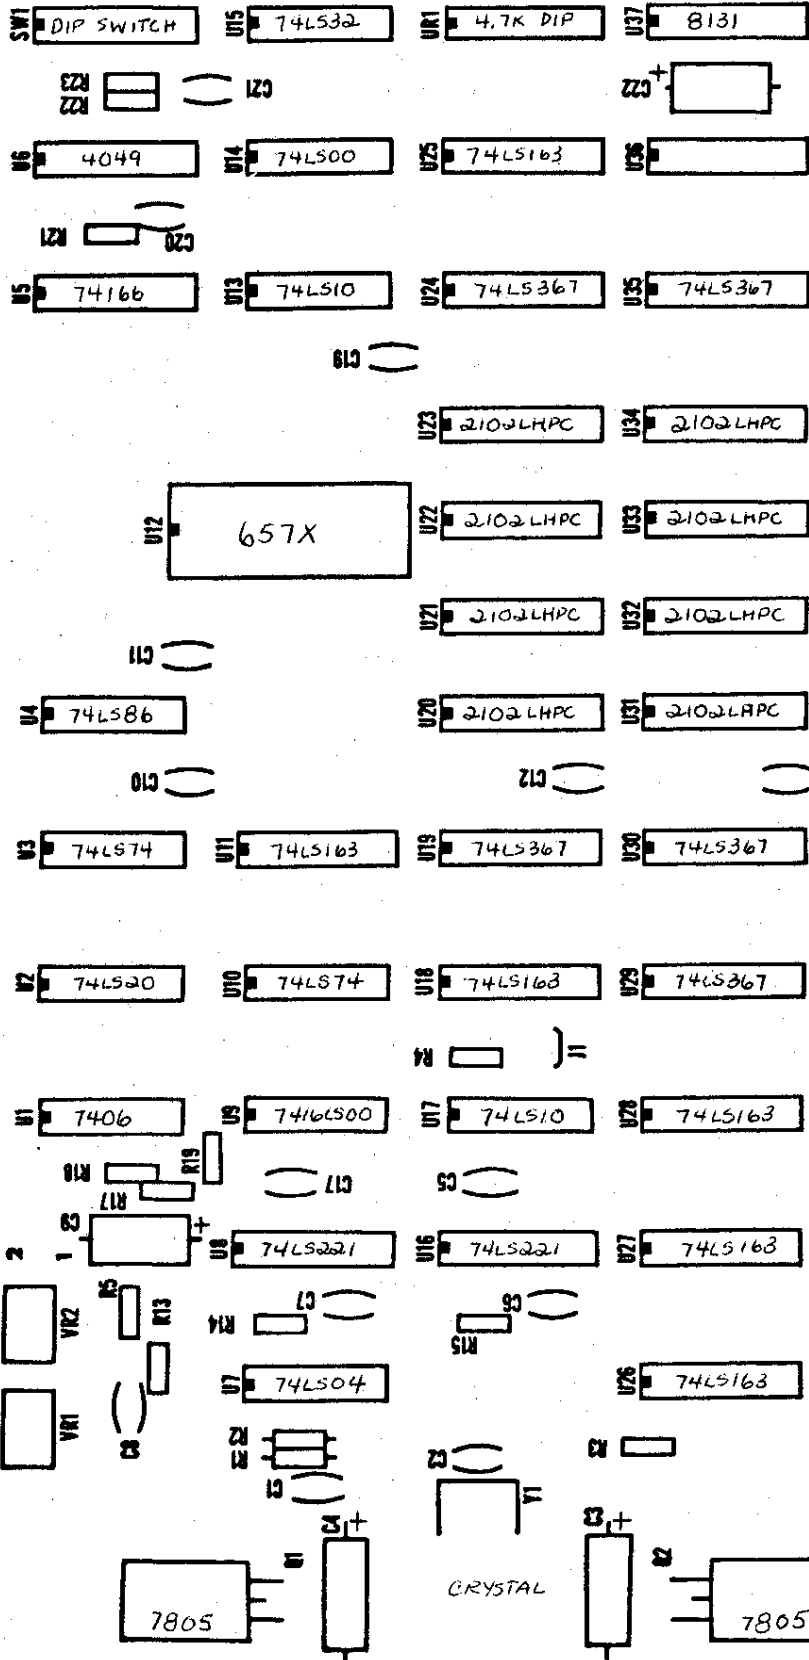 SW1 DIP SWITCH U15 74LS32 UR1 4.7K DIP U37 8131
R23
R22 C21 C22 +
U6 4049 U14 74LS00 U25 74LS163 U36
R21 C20
U5 74166 U13 74LS10 U24 74LS367 U35 74LS367
C19
U23 2102LHPC U34 2102LHPC
U12 657X U22 2102LHPC U33 2102LHPC
U21 2102LHPC U32 2102LHPC
C11
U4 74LS86 U20 2102LHPC U31 2102LHPC
C10 C12
U3 74LS74 U11 74LS163 U19 74LS367 U30 74LS367
U2 74LS20 U10 74LS74 U18 74LS163 U29 74LS367
R4 J1
U1 7406 U9 7416LS00 U17 74LS10 U28 74LS163
R18 R19 C17 C5
R17
C9 +
2 1 U8 74LS221 U16 74LS221 U27 74LS163
R5 C7 C6
VR2 R13 R14 R15
U7 74LS04 U26 74LS163
VR1 R2 R3
R1 C2
C1 Y1
C4 + C3 +
CRYSTAL
7805 7805